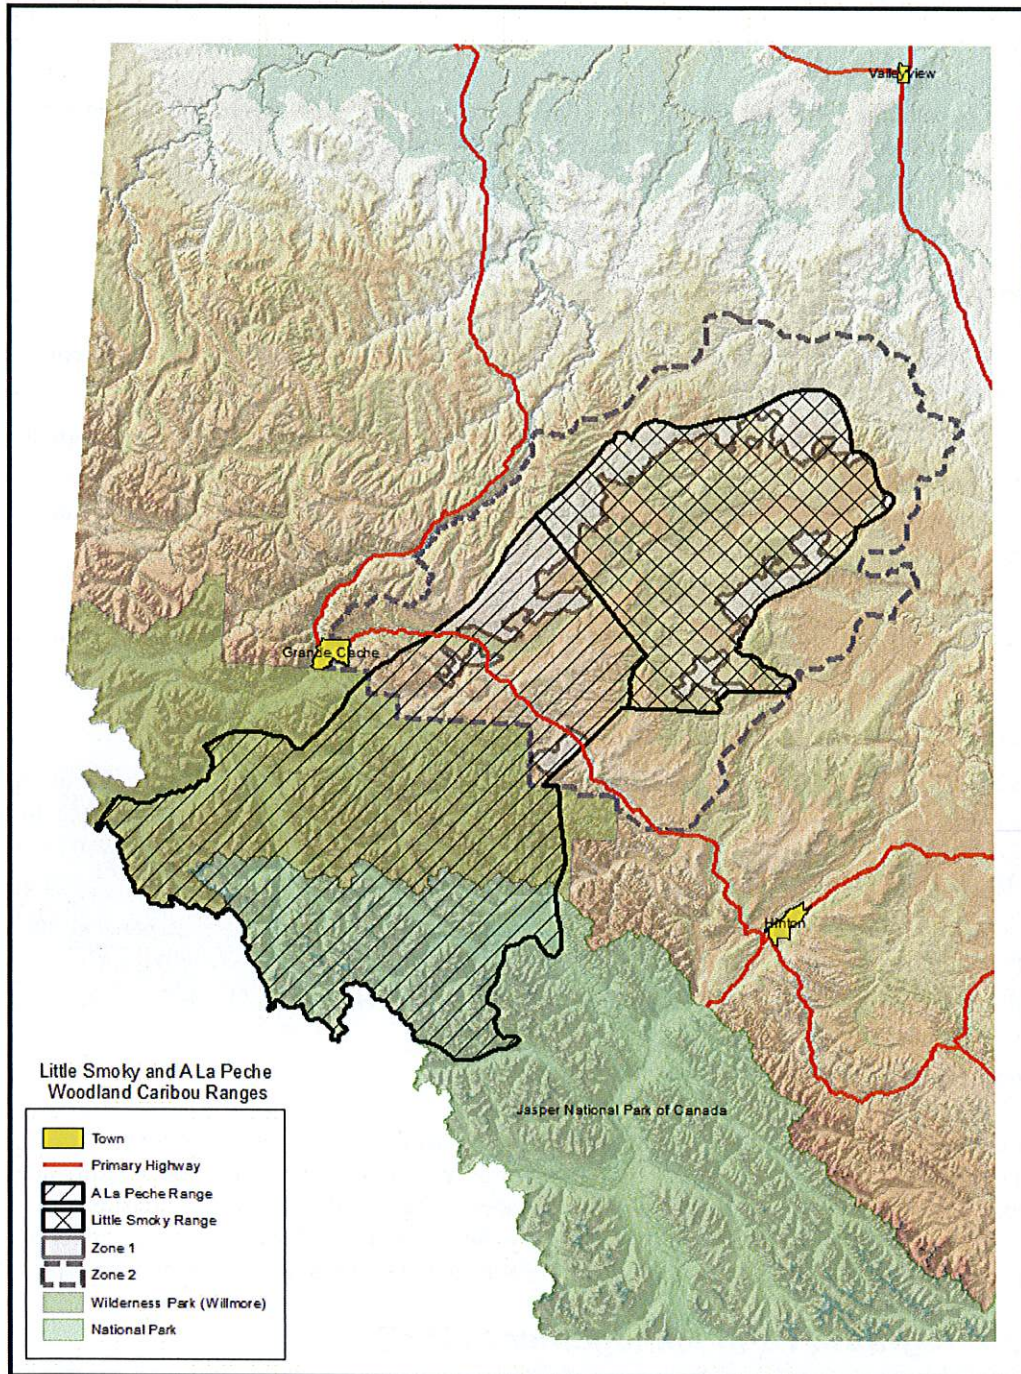 Valleyview
Grande Cache
Hinton
Jasper National Park of Canada
Little Smoky and A La Peche
Woodland Caribou Ranges
Town
Primary Highway
A La Peche Range
Little Smoky Range
Zone 1
Zone 2
Wilderness Park (Willmore)
National Park